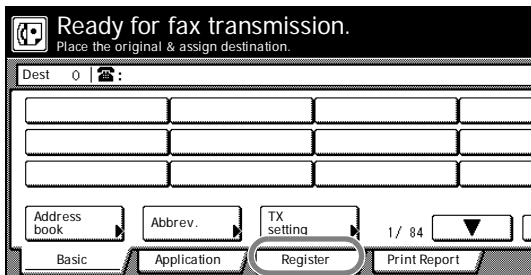 Ready for fax transmission.
Place the original & assign destination.
Dest 0 ☎:
Address book
Abbrev.
TX setting
1/ 84
Basic
Application
Register
Print Report